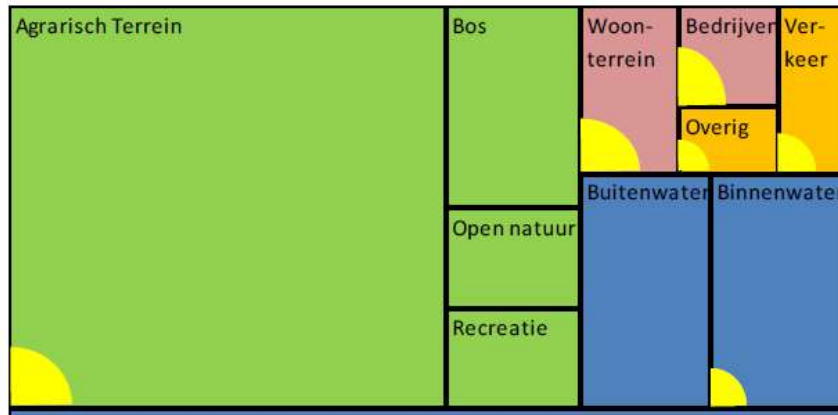 Agrarisch Terrein
Bos
Woon-
terrein
Bedrijven
Ver-
keer
Overig
Buitenwater
Binnenwater
Open natuur
Recreatie